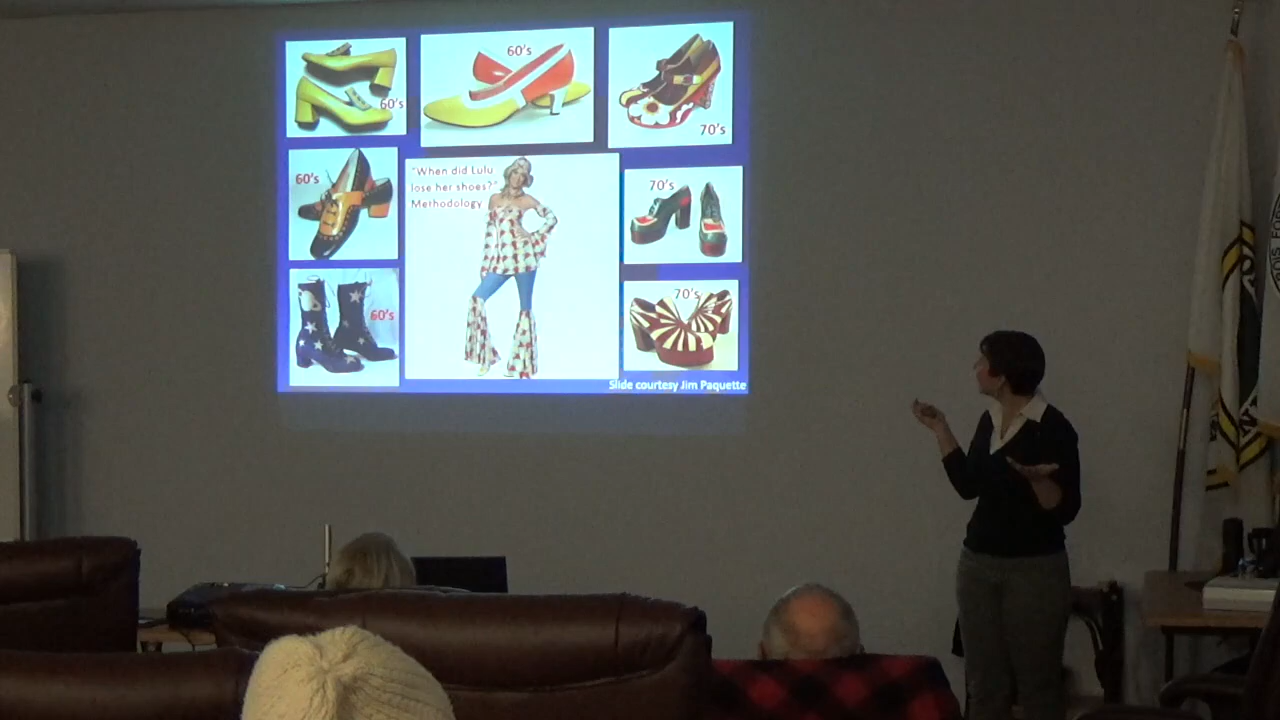 60's
60's
70's
60's
"When did Lulu
lose her shoes?"
Methodology
70's
60's
70's
Slide courtesy Jim Paquette